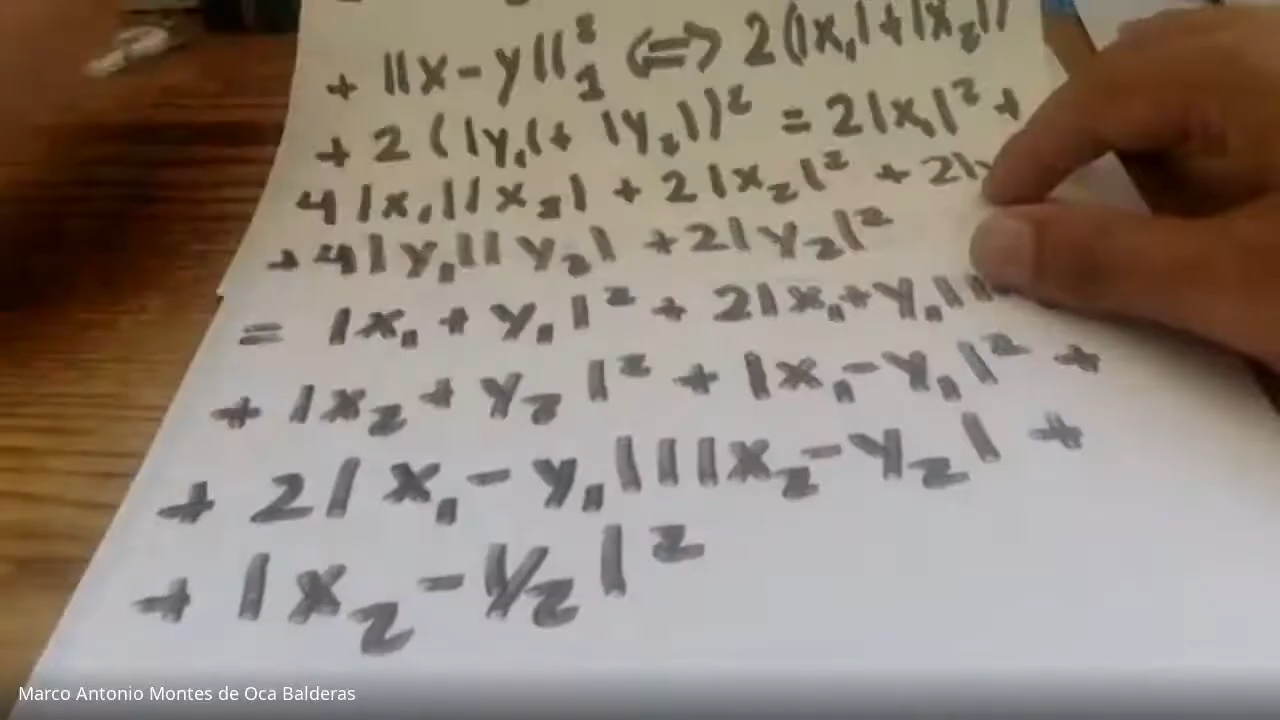 + ||x-y||₁² ⟺ 2(|x₁|+|x₂|)
+ 2(|y₁|+ |y₂|)² = 2|x₁|² +
4|x₁||x₂| + 2|x₂|² + 2|y
+4|y₁||y₂| +2|y₂|²
= |x₁ + y₁|² + 2|x₁+y₁||
+ |x₂ + y₂|² + |x₁-y₁|² +
+ 2|x₁-y₁|||x₂-y₂| +
+ |x₂-y₂|²
Marco Antonio Montes de Oca Balderas